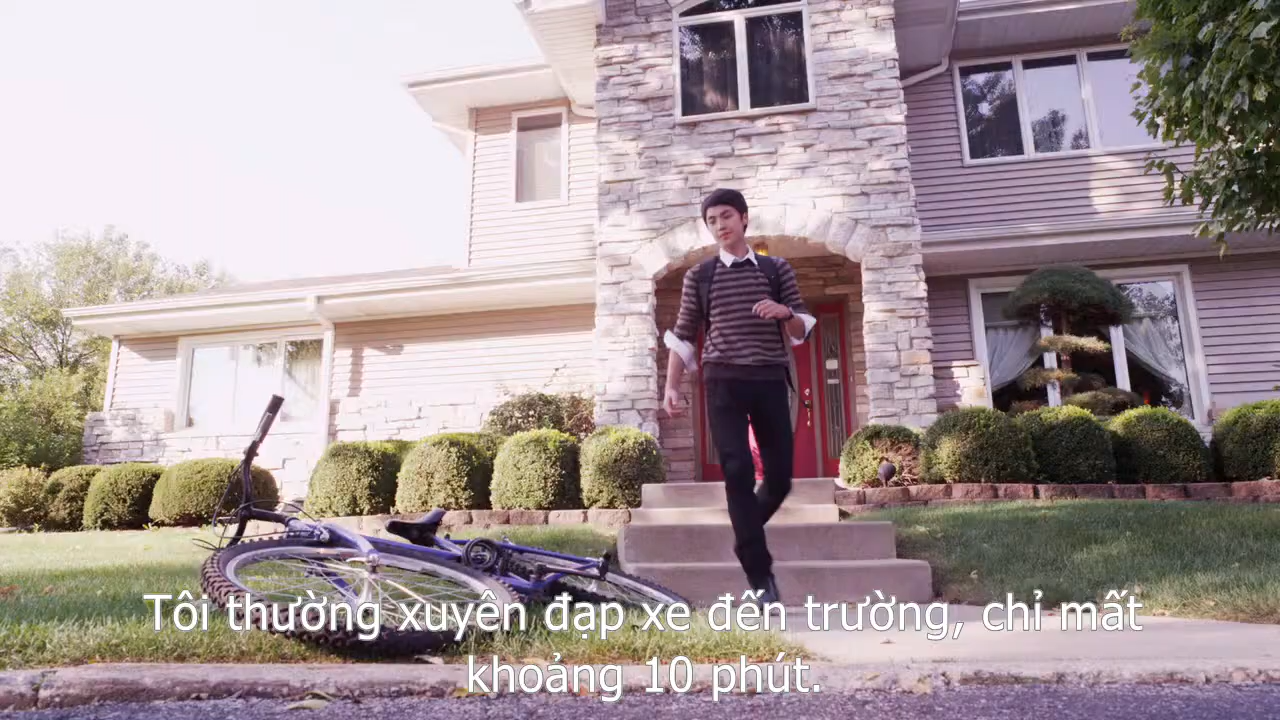 Tôi thường xuyên đạp xe đến trường, chỉ mất
khoảng 10 phút.